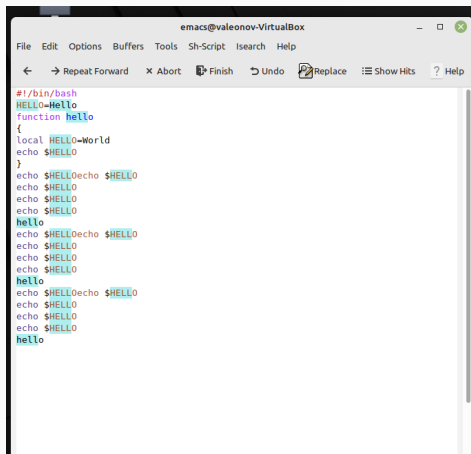 emacs@valeonov-VirtualBox
File Edit Options Buffers Tools Sh-Script Isearch Help
Repeat Forward Abort Finish Undo Replace Show Hits Help
#!/bin/bash
HELLO=Hello
function hello
{
local HELLO=World
echo $HELLO
}
echo $HELLOecho $HELLO
echo $HELLO
echo $HELLO
echo $HELLO
hello
echo $HELLOecho $HELLO
echo $HELLO
echo $HELLO
echo $HELLO
hello
echo $HELLOecho $HELLO
echo $HELLO
echo $HELLO
echo $HELLO
hello